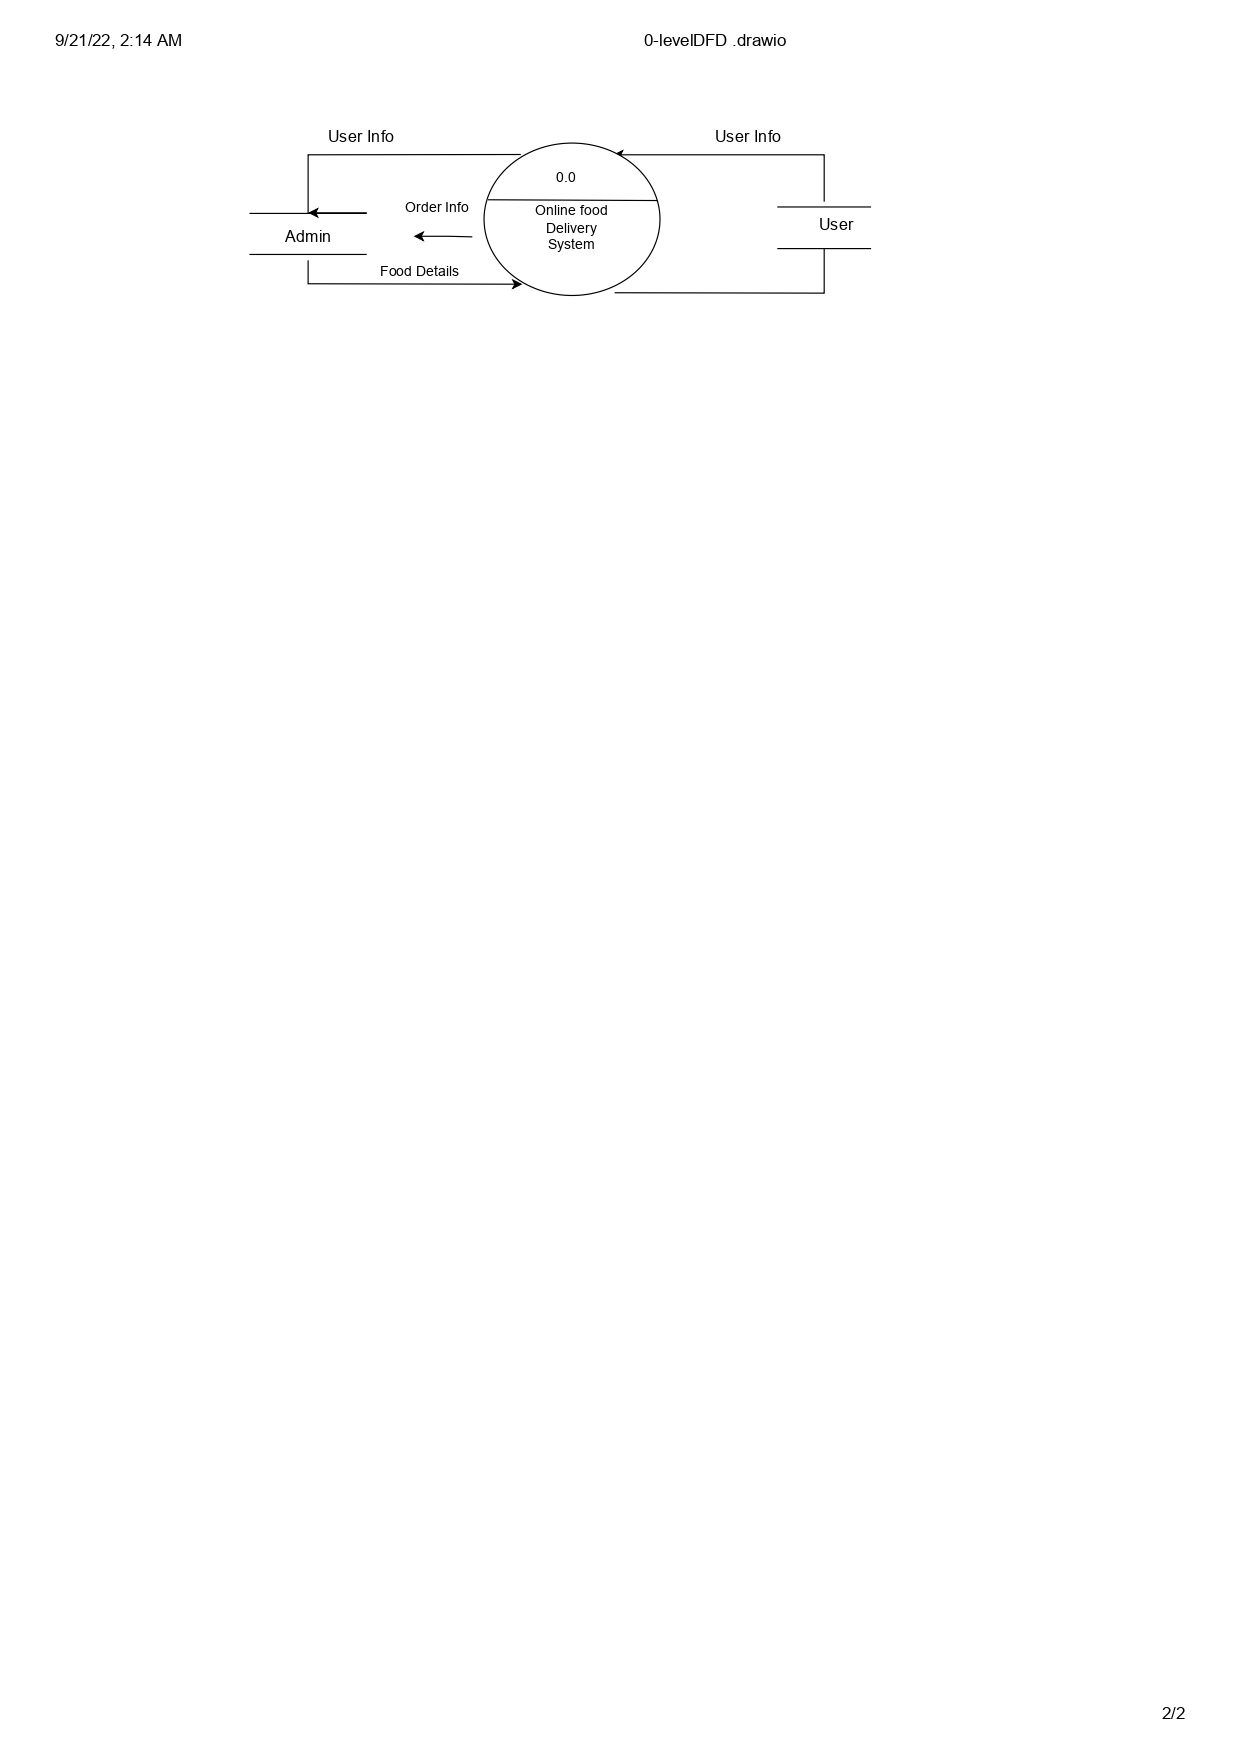 9/21/22, 2:14 AM
0-levelDFD .drawio
User Info
User Info
0.0
Order Info
Online food
Delivery
System
User
Admin
Food Details
2/2